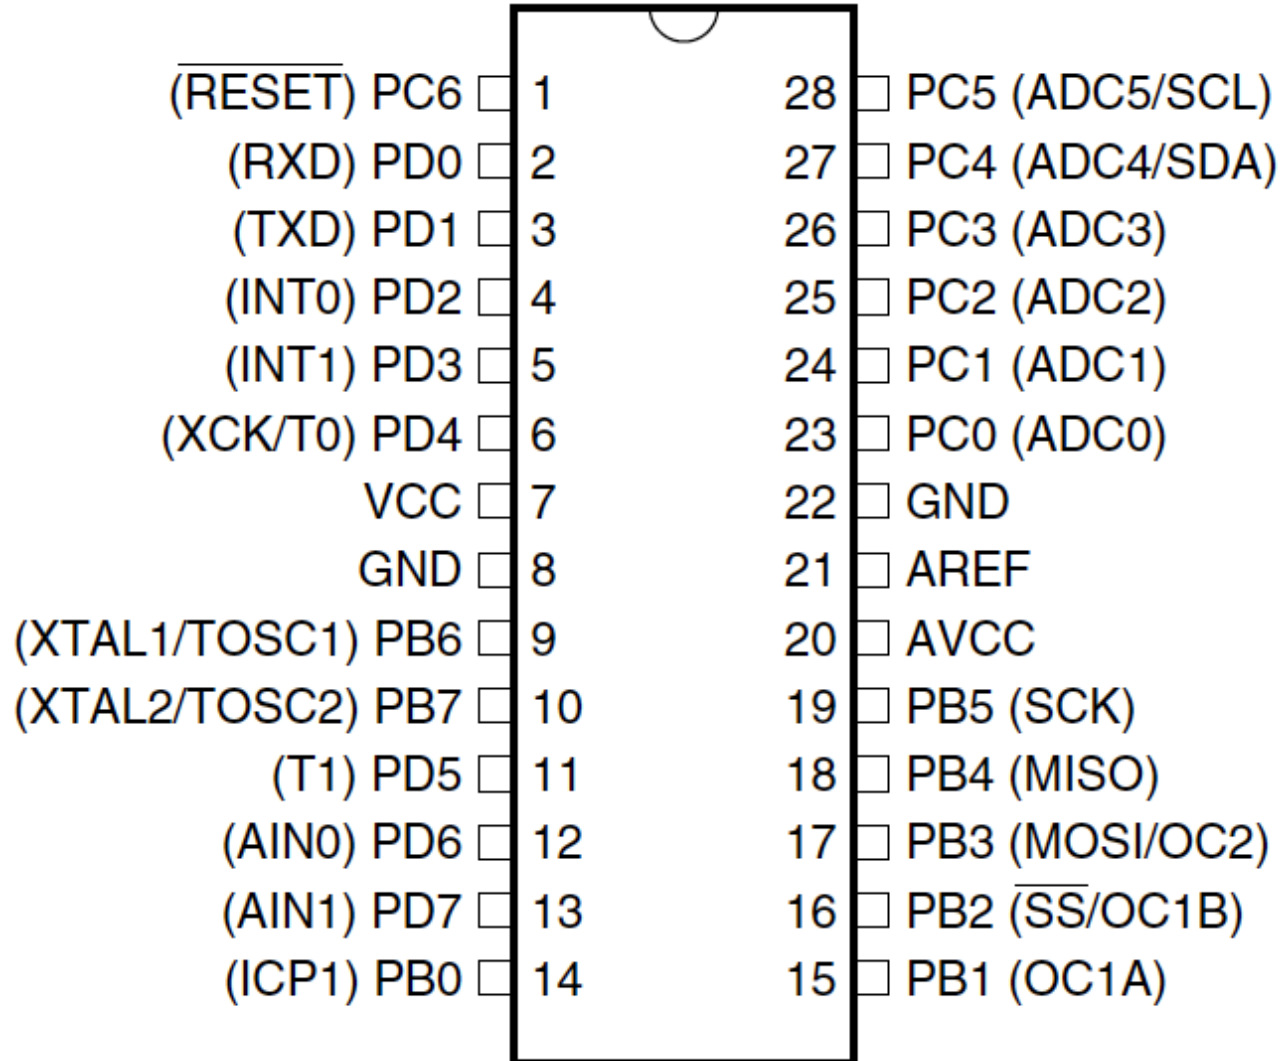 (RESET) PC6 1 28 PC5 (ADC5/SCL)
(RXD) PD0 2 27 PC4 (ADC4/SDA)
(TXD) PD1 3 26 PC3 (ADC3)
(INT0) PD2 4 25 PC2 (ADC2)
(INT1) PD3 5 24 PC1 (ADC1)
(XCK/T0) PD4 6 23 PC0 (ADC0)
VCC 7 22 GND
GND 8 21 AREF
(XTAL1/TOSC1) PB6 9 20 AVCC
(XTAL2/TOSC2) PB7 10 19 PB5 (SCK)
(T1) PD5 11 18 PB4 (MISO)
(AIN0) PD6 12 17 PB3 (MOSI/OC2)
(AIN1) PD7 13 16 PB2 (SS/OC1B)
(ICP1) PB0 14 15 PB1 (OC1A)